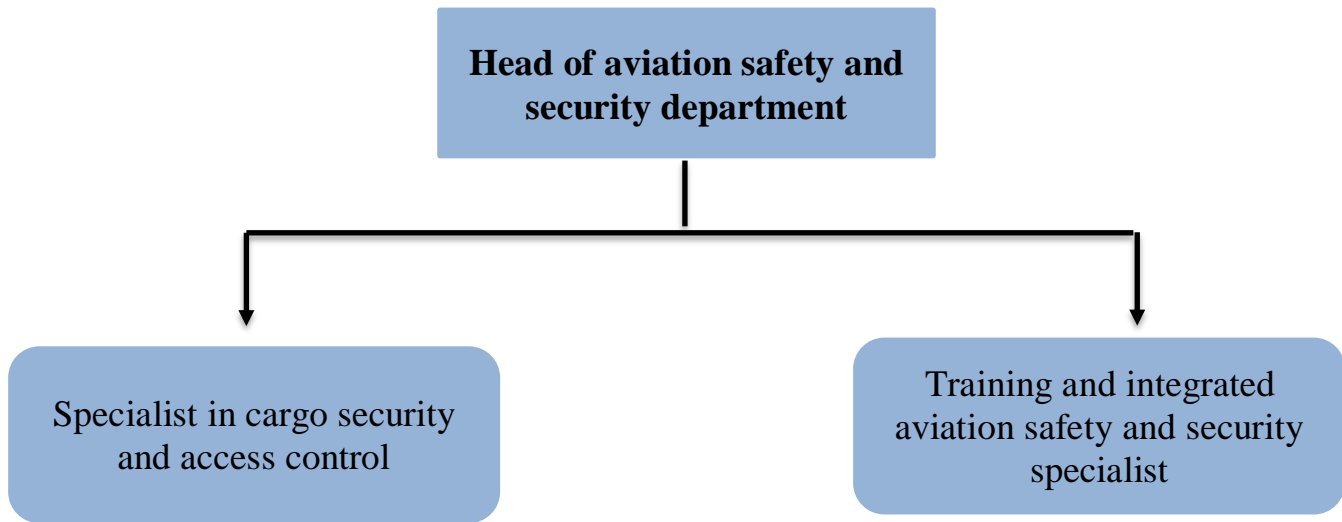 Head of aviation safety and
security department
Specialist in cargo security
and access control
Training and integrated
aviation safety and security
specialist